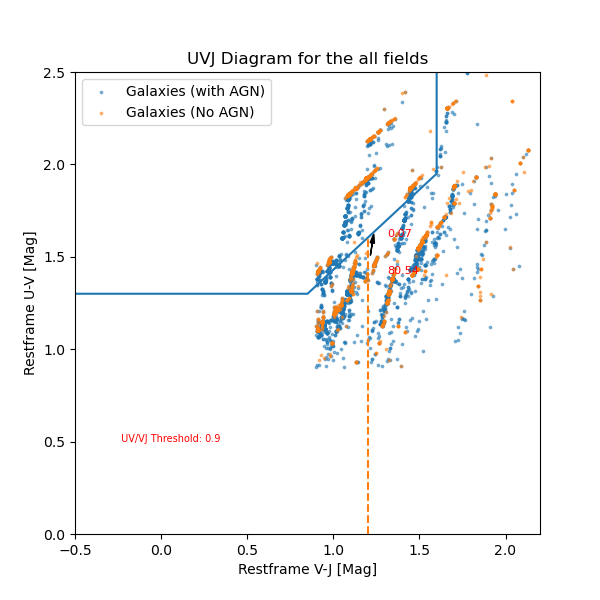 UVJ Diagram for the all fields
Galaxies (with AGN)
Galaxies (No AGN)
2.5
2.0
1.5
1.0
0.5
0.0
Restframe U-V [Mag]
80.54
UV/VJ Threshold: 0.9
−0.5 0.0 0.5 1.0 1.5 2.0
Restframe V-J [Mag]